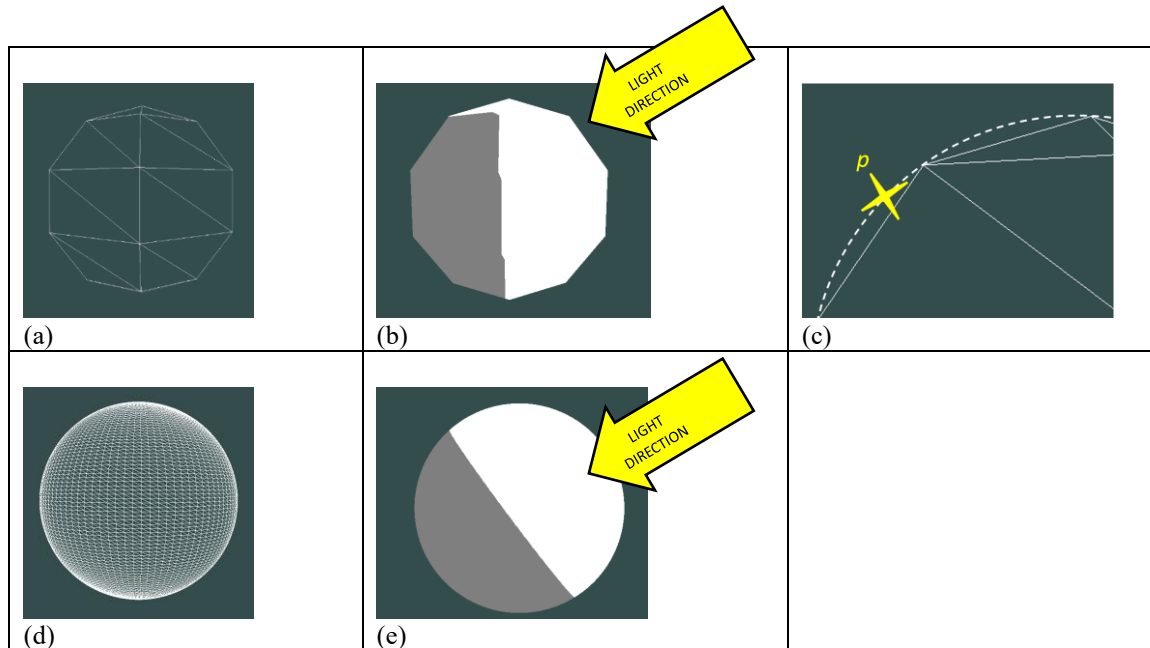 LIGHT
DIRECTION
p
(a)
(b)
(c)
LIGHT
DIRECTION
(d)
(e)